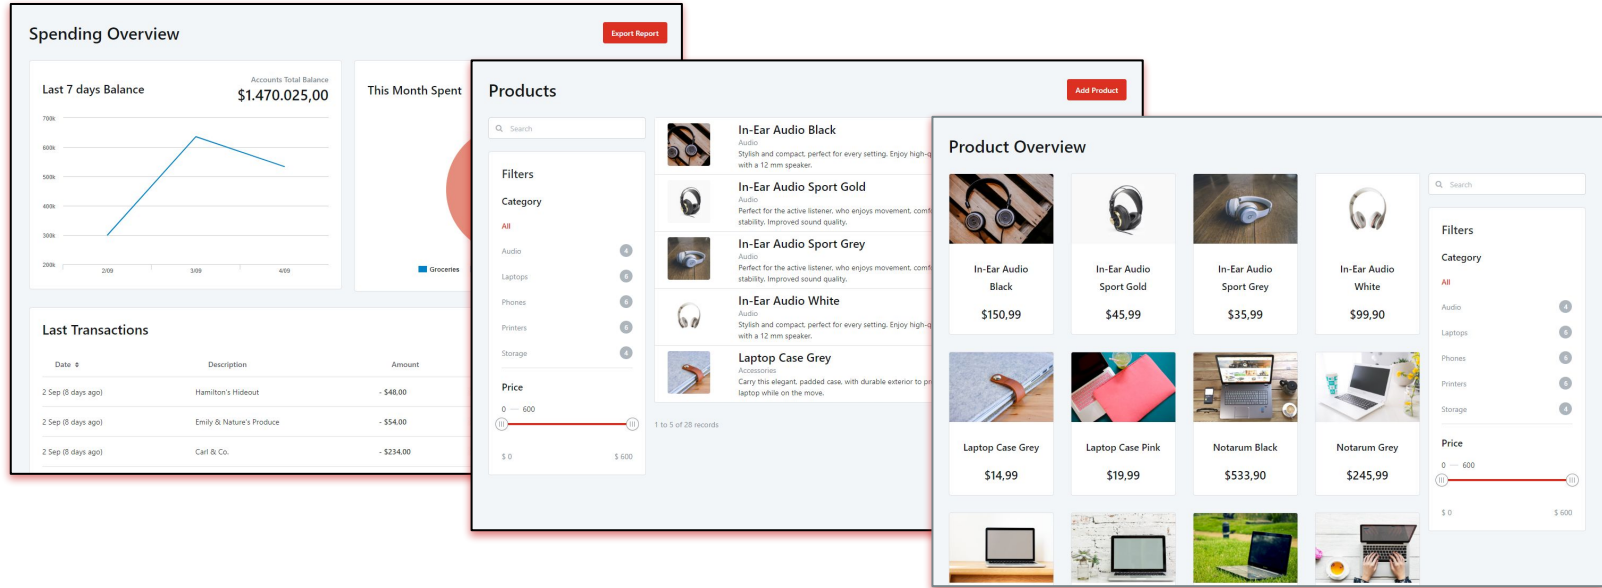 Spending Overview
Export Report
Last 7 days Balance
Accounts Total Balance
$1.470.025,00
700k
600k
500k
400k
300k
200k
2/09
3/09
4/09
This Month Spent
Groceries
Last Transactions
Date
Description
Amount
2 Sep (8 days ago)
Hamilton's Hideout
- $48,00
2 Sep (8 days ago)
Emily & Nature's Produce
- $54,00
2 Sep (8 days ago)
Carl & Co.
- $234,00
Products
Add Product
Search
Filters
Category
All
Audio 4
Laptops 6
Phones 6
Printers 6
Storage 4
Price
0 — 600
$ 0
$ 600
In-Ear Audio Black
Audio
Stylish and compact, perfect for every setting. Enjoy high-q
with a 12 mm speaker.
In-Ear Audio Sport Gold
Audio
Perfect for the active listener, who enjoys movement, comf
stability. Improved sound quality.
In-Ear Audio Sport Grey
Audio
Perfect for the active listener, who enjoys movement, comf
stability. Improved sound quality.
In-Ear Audio White
Audio
Stylish and compact, perfect for every setting. Enjoy high-q
with a 12 mm speaker.
Laptop Case Grey
Accessories
Carry this elegant, padded case, with durable exterior to pr
laptop while on the move.
1 to 5 of 28 records
Product Overview
In-Ear Audio
Black
$150,99
In-Ear Audio
Sport Gold
$45,99
In-Ear Audio
Sport Grey
$35,99
In-Ear Audio
White
$99,90
Laptop Case Grey
$14,99
Laptop Case Pink
$19,99
Notarum Black
$533,90
Notarum Grey
$245,99
Search
Filters
Category
All
Audio 4
Laptops 6
Phones 6
Printers 6
Storage 4
Price
0 — 600
$ 0
$ 600